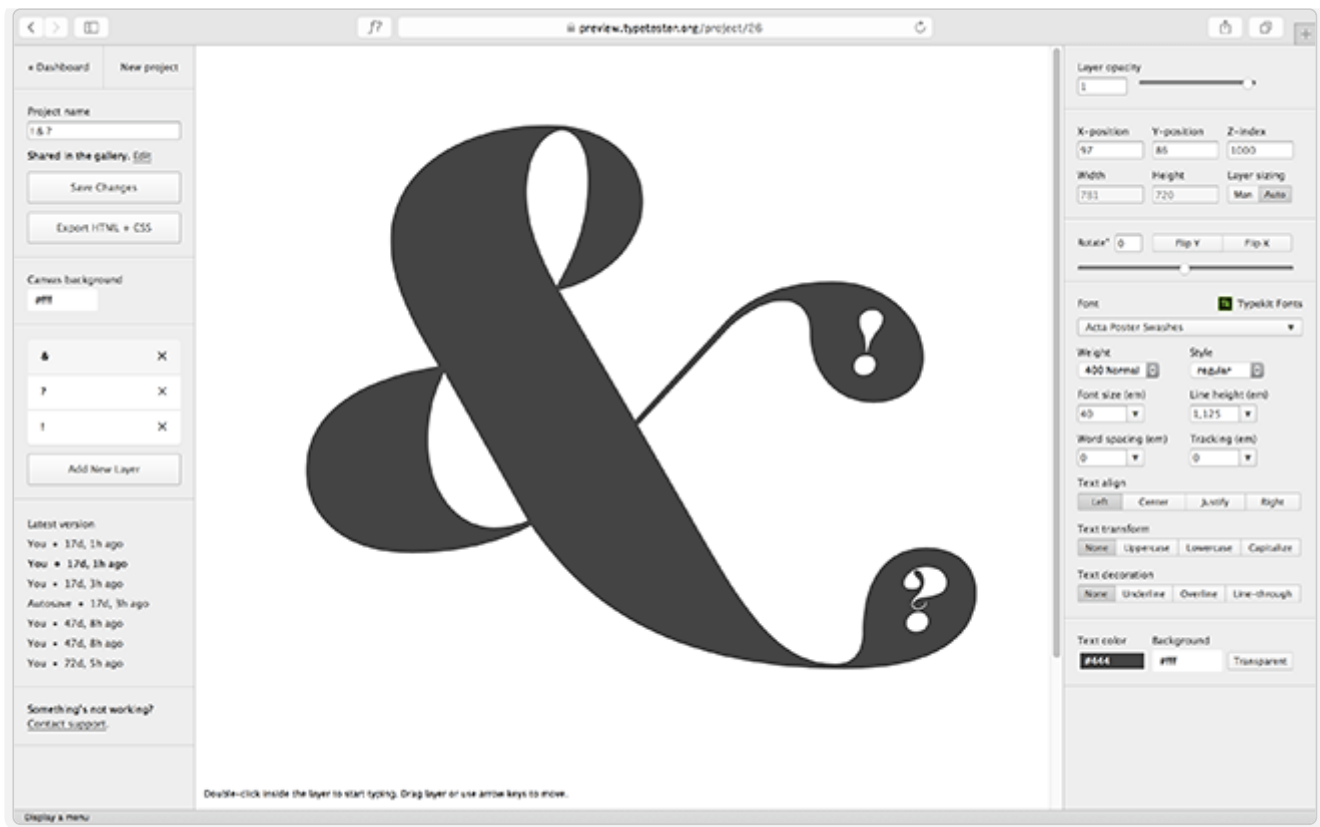 f?
preview.typetester.org/project/26
« Dashboard
New project
Project name
! & ?
Shared in the gallery. Edit
Save Changes
Export HTML + CSS
Canvas background
#fff
&
?
!
Add New Layer
Latest version
You • 17d, 1h ago
You • 17d, 1h ago
You • 17d, 3h ago
Autosave • 17d, 3h ago
You • 47d, 8h ago
You • 47d, 8h ago
You • 72d, 5h ago
Something's not working?
Contact support.
&
!
?
Double-click inside the layer to start typing. Drag layer or use arrow keys to move.
Layer opacity
1
X-position Y-position Z-index
97 86 1000
Width Height Layer sizing
781 720 Man Auto
Rotate° 0 Flip Y Flip X
Font Tk Typekit Fonts
Acta Poster Swashes
Weight Style
400 Normal regular
Font size (em) Line height (em)
40 1,125
Word spacing (em) Tracking (em)
0 0
Text align
Left Center Justify Right
Text transform
None Uppercase Lowercase Capitalize
Text decoration
None Underline Overline Line-through
Text color Background
#444 #fff Transparent
Display a menu